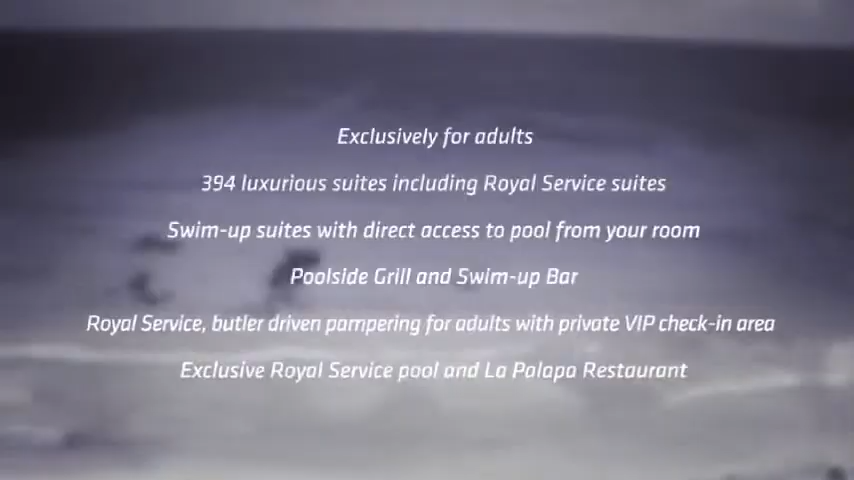 Exclusively for adults
394 luxurious suites including Royal Service suites
Swim-up suites with direct access to pool from your room
Poolside Grill and Swim-up Bar
Royal Service, butler driven pampering for adults with private VIP check-in area
Exclusive Royal Service pool and La Palapa Restaurant